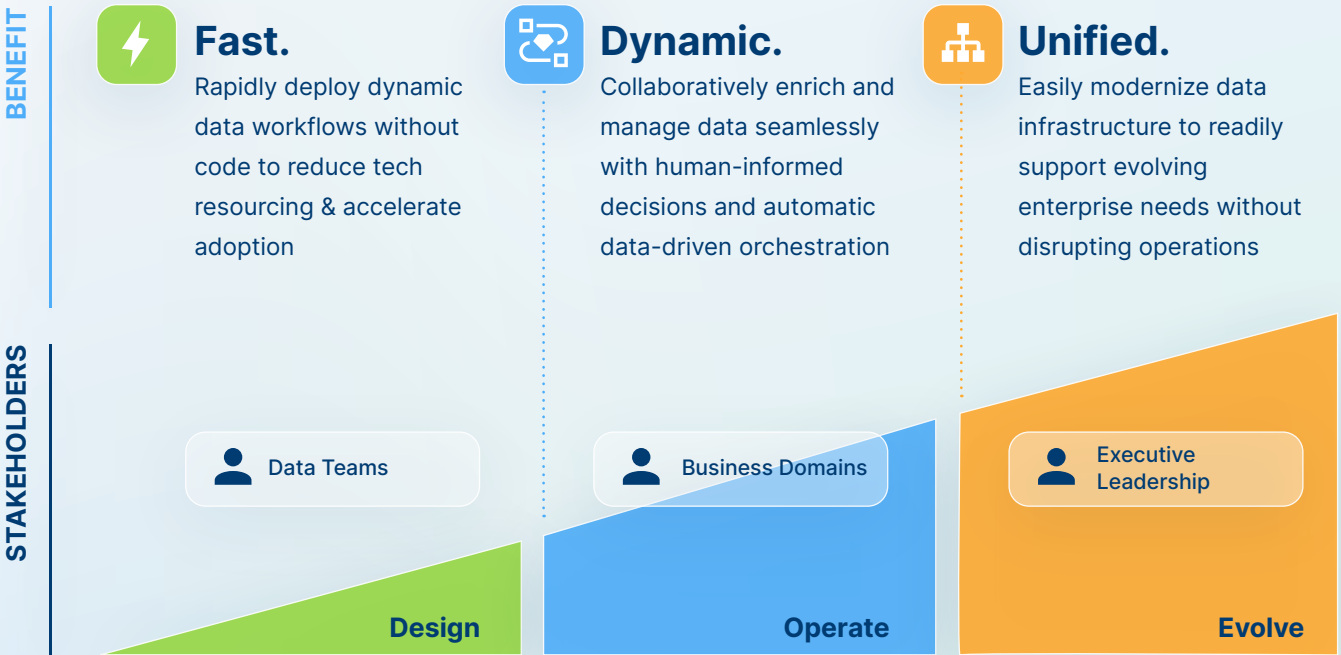 BENEFIT
Fast.
Rapidly deploy dynamic
data workflows without
code to reduce tech
resourcing & accelerate
adoption
Dynamic.
Collaboratively enrich and
manage data seamlessly
with human-informed
decisions and automatic
data-driven orchestration
Unified.
Easily modernize data
infrastructure to readily
support evolving
enterprise needs without
disrupting operations
STAKEHOLDERS
Data Teams
Business Domains
Executive
Leadership
Design
Operate
Evolve